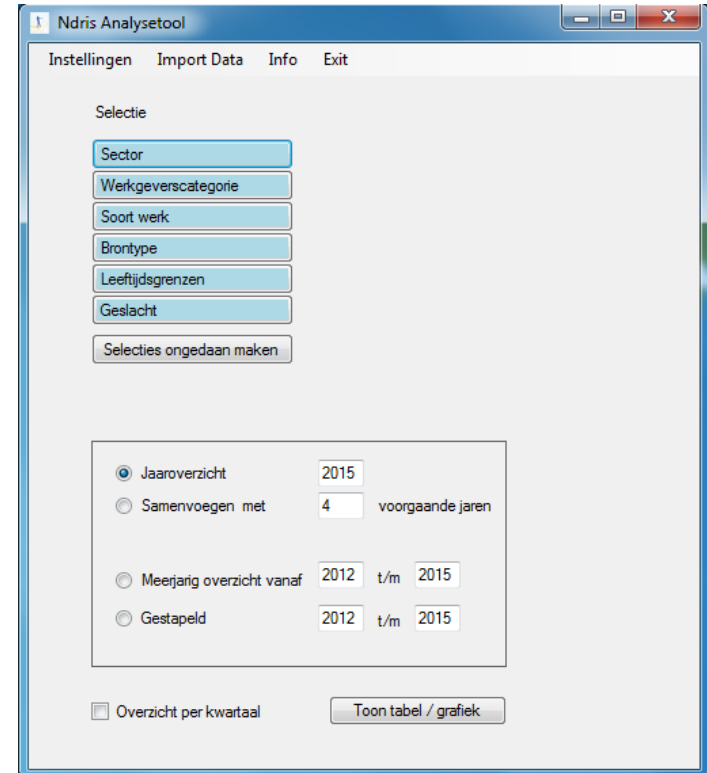 Ndris Analysetool
Instellingen Import Data Info Exit
Selectie
Sector
Werkgeverscategorie
Soort werk
Brontype
Leeftijdsgrenzen
Geslacht
Selecties ongedaan maken
Jaaroverzicht 2015
Samenvoegen met 4 voorgaande jaren
Meerjarig overzicht vanaf 2012 t/m 2015
Gestapeld 2012 t/m 2015
Overzicht per kwartaal Toon tabel / grafiek